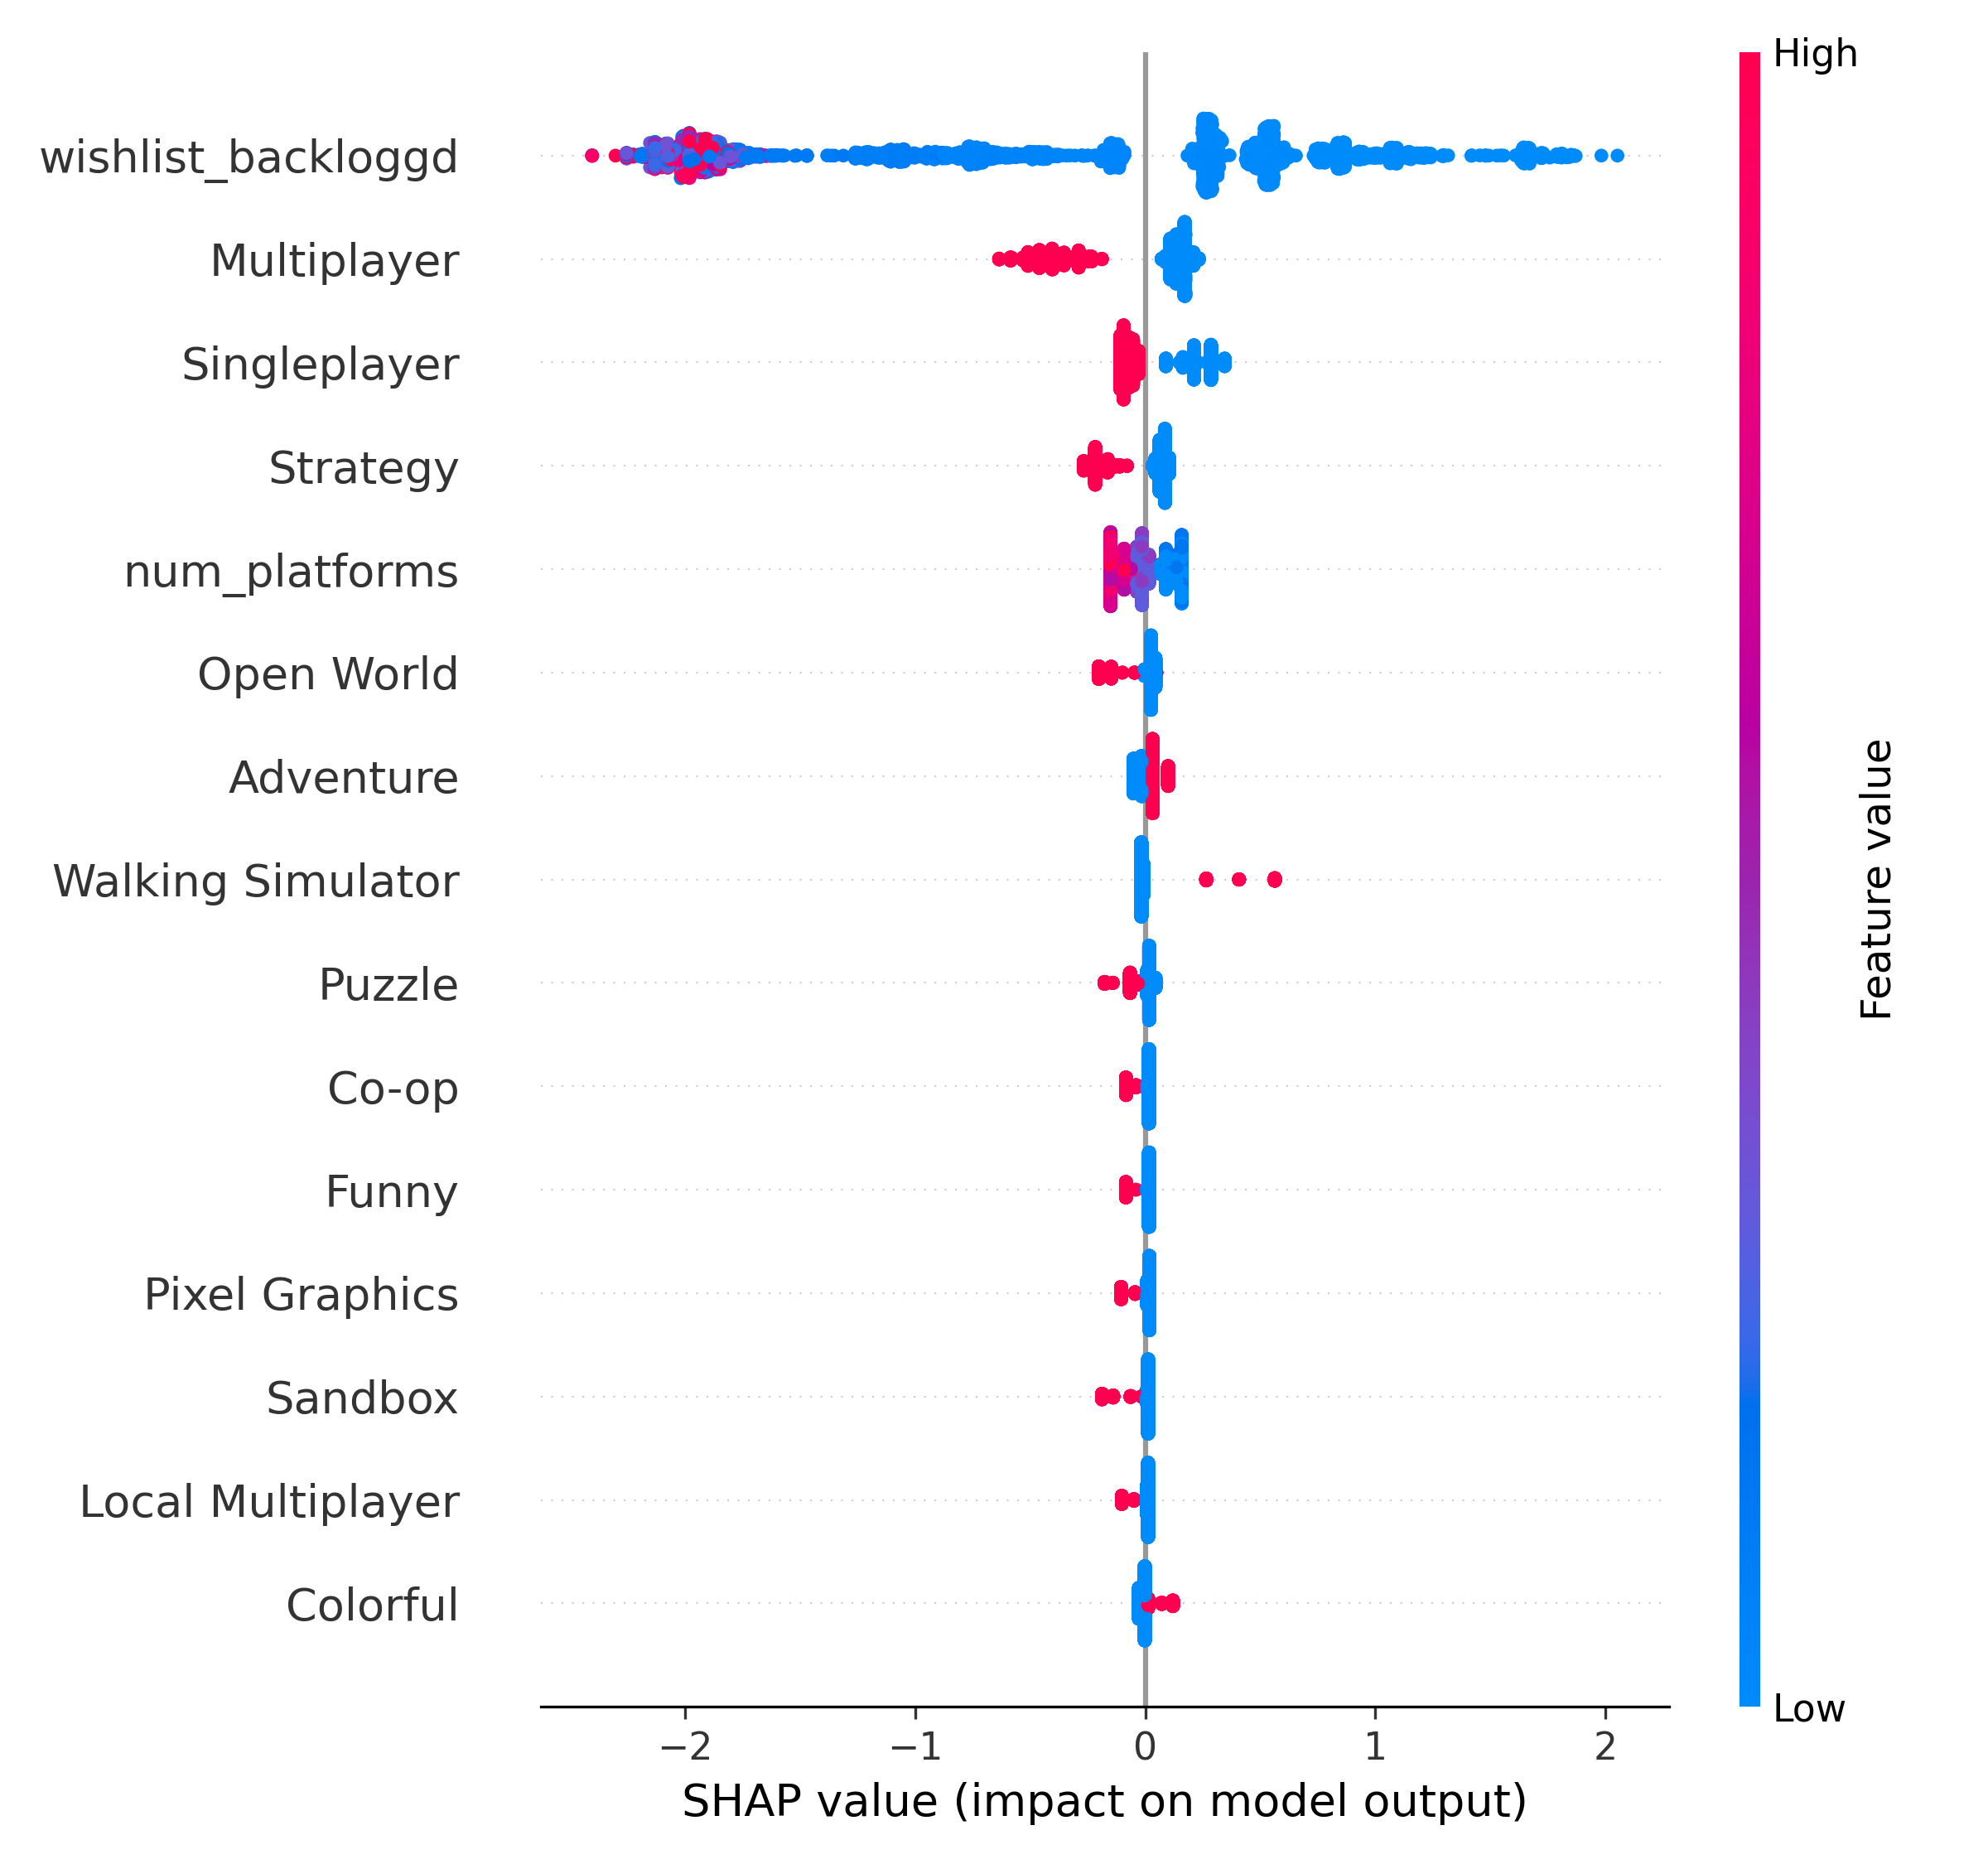 High
wishlist_backloggd
Multiplayer
Singleplayer
Strategy
num_platforms
Open World
Adventure
Walking Simulator
Puzzle
Co-op
Funny
Pixel Graphics
Sandbox
Local Multiplayer
Colorful
Feature value
Low
−2 −1 0 1 2
SHAP value (impact on model output)